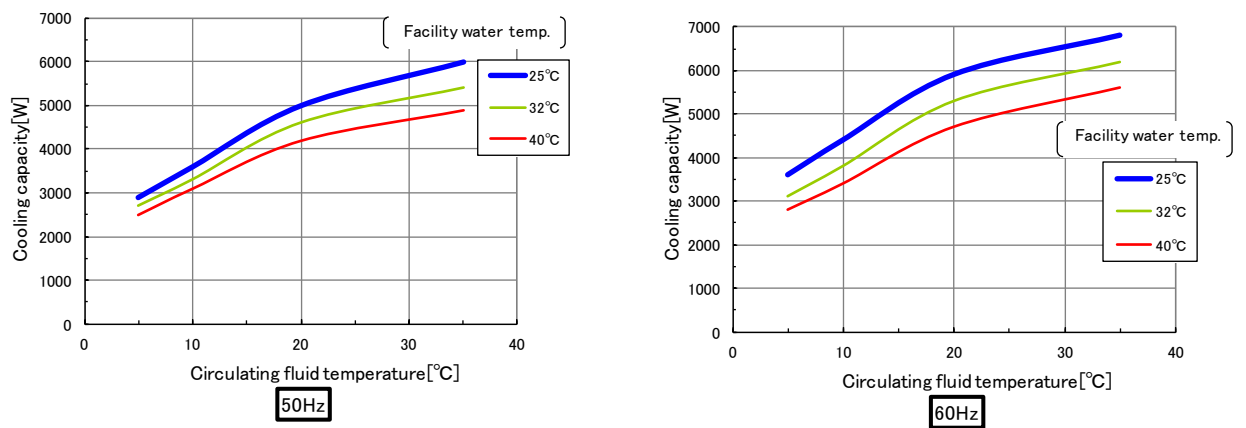 7000
6000
5000
4000
3000
2000
1000
0
Cooling capacity[W]
Facility water temp.
25℃
32℃
40℃
0 10 20 30 40
Circulating fluid temperature[℃]
50Hz
7000
6000
5000
4000
3000
2000
1000
0
Cooling capacity[W]
Facility water temp.
25℃
32℃
40℃
0 10 20 30 40
Circulating fluid temperature[℃]
60Hz